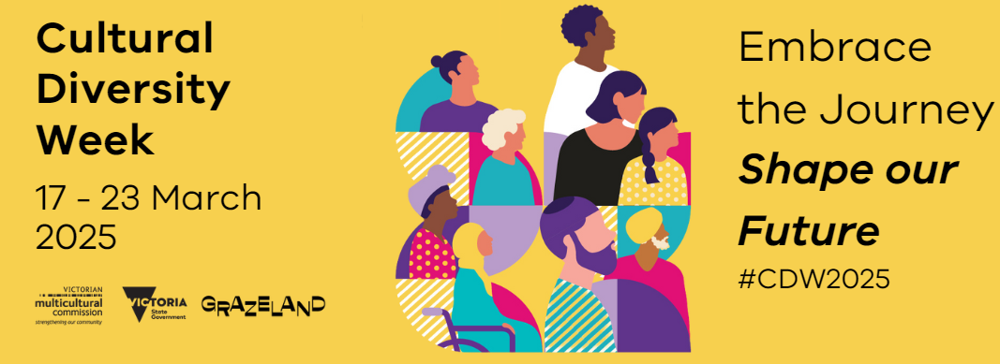 Cultural
Diversity
Week
17 - 23 March
2025
VICTORIAN
multicultural
commission
strengthening our community
VICTORIA
State
Government
GRAZELAND
Embrace
the Journey
Shape our
Future
#CDW2025